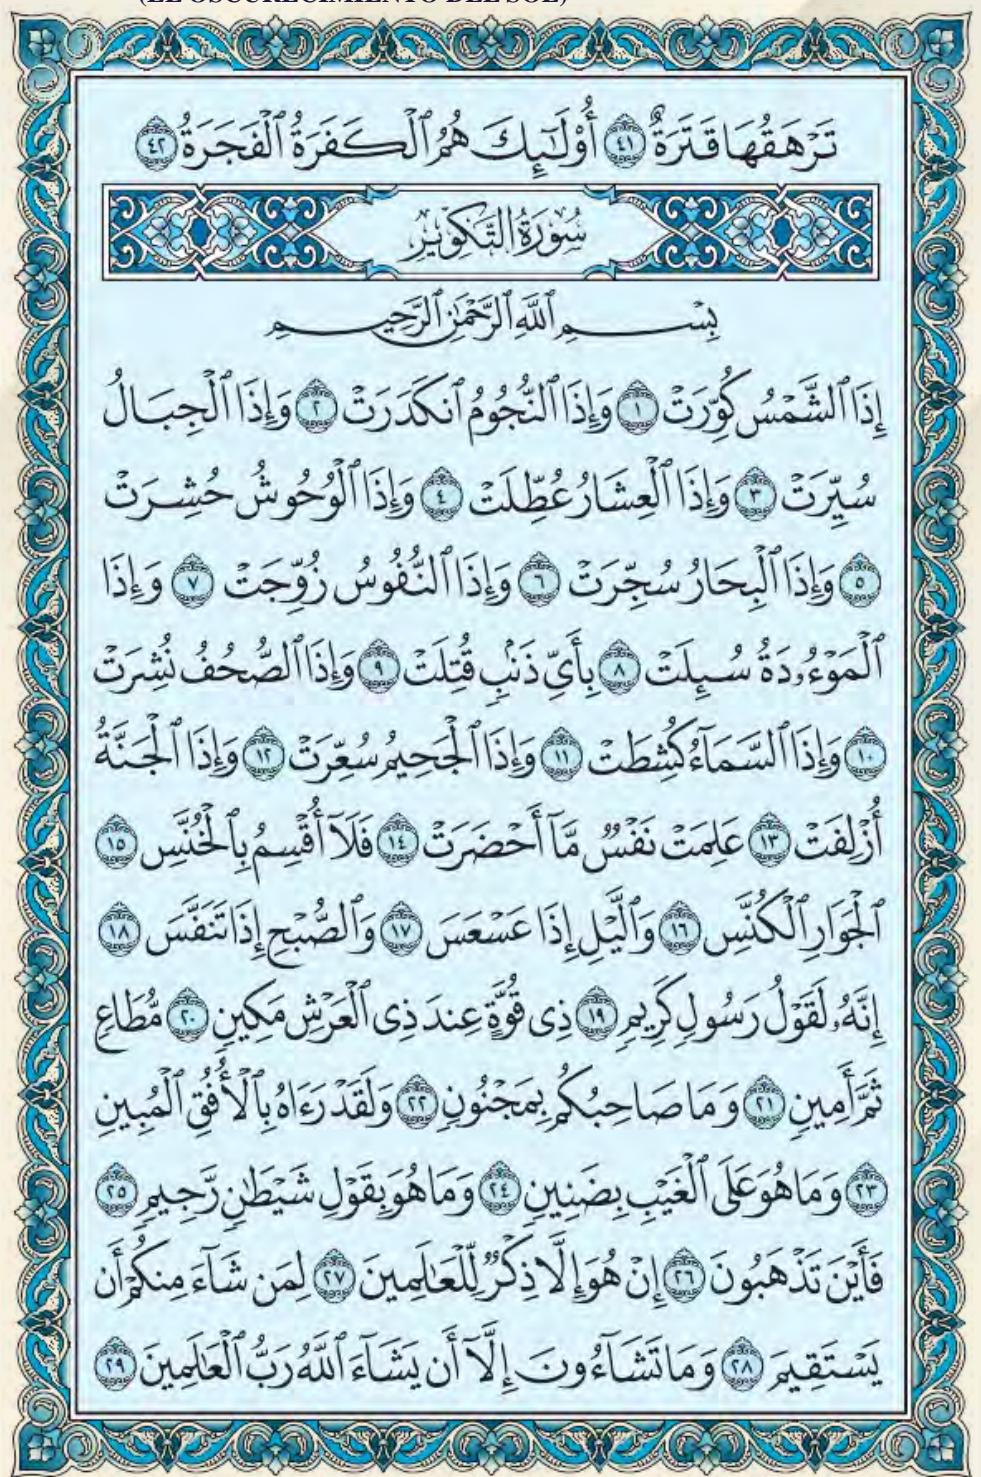 (EL OSCURECIMIENTO DEL SOL)
تَرْهَقُهَا قَتَرَةٌ ٤١ أُوْلَٰٓئِكَ هُمُ ٱلْكَفَرَةُ ٱلْفَجَرَةُ ٤٢
سُورَةُ التَّكْوِيرِ
بِسْمِ ٱللَّهِ ٱلرَّحْمَٰنِ ٱلرَّحِيمِ
إِذَا ٱلشَّمْسُ كُوِّرَتْ ١ وَإِذَا ٱلنُّجُومُ ٱنكَدَرَتْ ٢ وَإِذَا ٱلْجِبَالُ
سُيِّرَتْ ٣ وَإِذَا ٱلْعِشَارُ عُطِّلَتْ ٤ وَإِذَا ٱلْوُحُوشُ حُشِرَتْ
٥ وَإِذَا ٱلْبِحَارُ سُجِّرَتْ ٦ وَإِذَا ٱلنُّفُوسُ زُوِّجَتْ ٧ وَإِذَا
ٱلْمَوْءُۥدَةُ سُئِلَتْ ٨ بِأَىِّ ذَنۢبٍ قُتِلَتْ ٩ وَإِذَا ٱلصُّحُفُ نُشِرَتْ
١٠ وَإِذَا ٱلسَّمَآءُ كُشِطَتْ ١١ وَإِذَا ٱلْجَحِيمُ سُعِّرَتْ ١٢ وَإِذَا ٱلْجَنَّةُ
أُزْلِفَتْ ١٣ عَلِمَتْ نَفْسٌ مَّآ أَحْضَرَتْ ١٤ فَلَآ أُقْسِمُ بِٱلْخُنَّسِ ١٥
ٱلْجَوَارِ ٱلْكُنَّسِ ١٦ وَٱلَّيْلِ إِذَا عَسْعَسَ ١٧ وَٱلصُّبْحِ إِذَا تَنَفَّسَ ١٨
إِنَّهُۥ لَقَوْلُ رَسُولٍ كَرِيمٍ ١٩ ذِى قُوَّةٍ عِندَ ذِى ٱلْعَرْشِ مَكِينٍ ٢٠ مُّطَاعٍ
ثَمَّ أَمِينٍ ٢١ وَمَا صَاحِبُكُم بِمَجْنُونٍ ٢٢ وَلَقَدْ رَءَاهُ بِٱلْأُفُقِ ٱلْمُبِينِ
٢٣ وَمَا هُوَ عَلَى ٱلْغَيْبِ بِضَنِينٍ ٢٤ وَمَا هُوَ بِقَوْلِ شَيْطَٰنٍ رَّجِيمٍ ٢٥
فَأَيْنَ تَذْهَبُونَ ٢٦ إِنْ هُوَ إِلَّا ذِكْرٌ لِّلْعَٰلَمِينَ ٢٧ لِمَن شَآءَ مِنكُمْ أَن
يَسْتَقِيمَ ٢٨ وَمَا تَشَآءُونَ إِلَّآ أَن يَشَآءَ ٱللَّهُ رَبُّ ٱلْعَٰلَمِينَ ٢٩